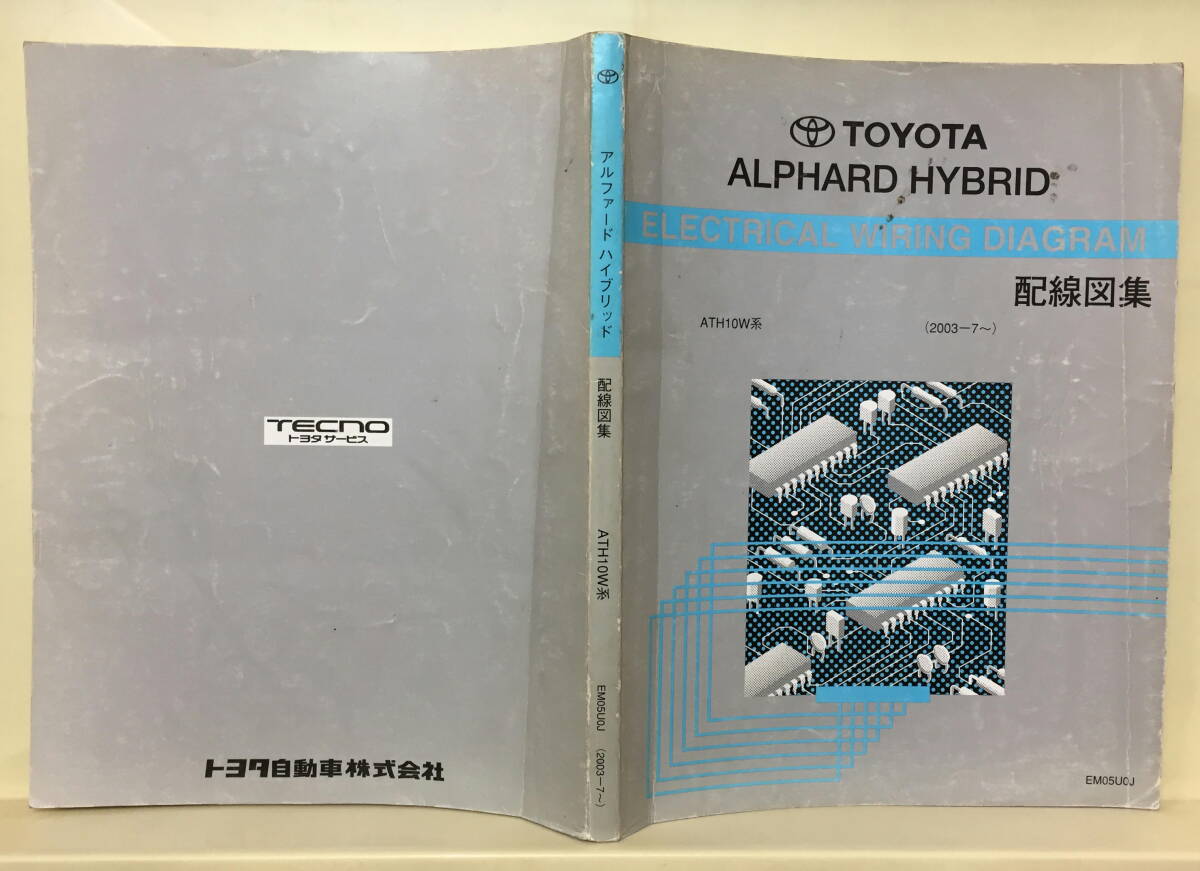 TOYOTA
ALPHARD HYBRID
ELECTRICAL WIRING DIAGRAM
配線図集
ATH10W系 (2003−7〜)
EM05U0J
アルファード ハイブリッド 配線図集 ATH10W系 EM05U0J (2003−7〜)
TECNO
トヨタサービス
トヨタ自動車株式会社